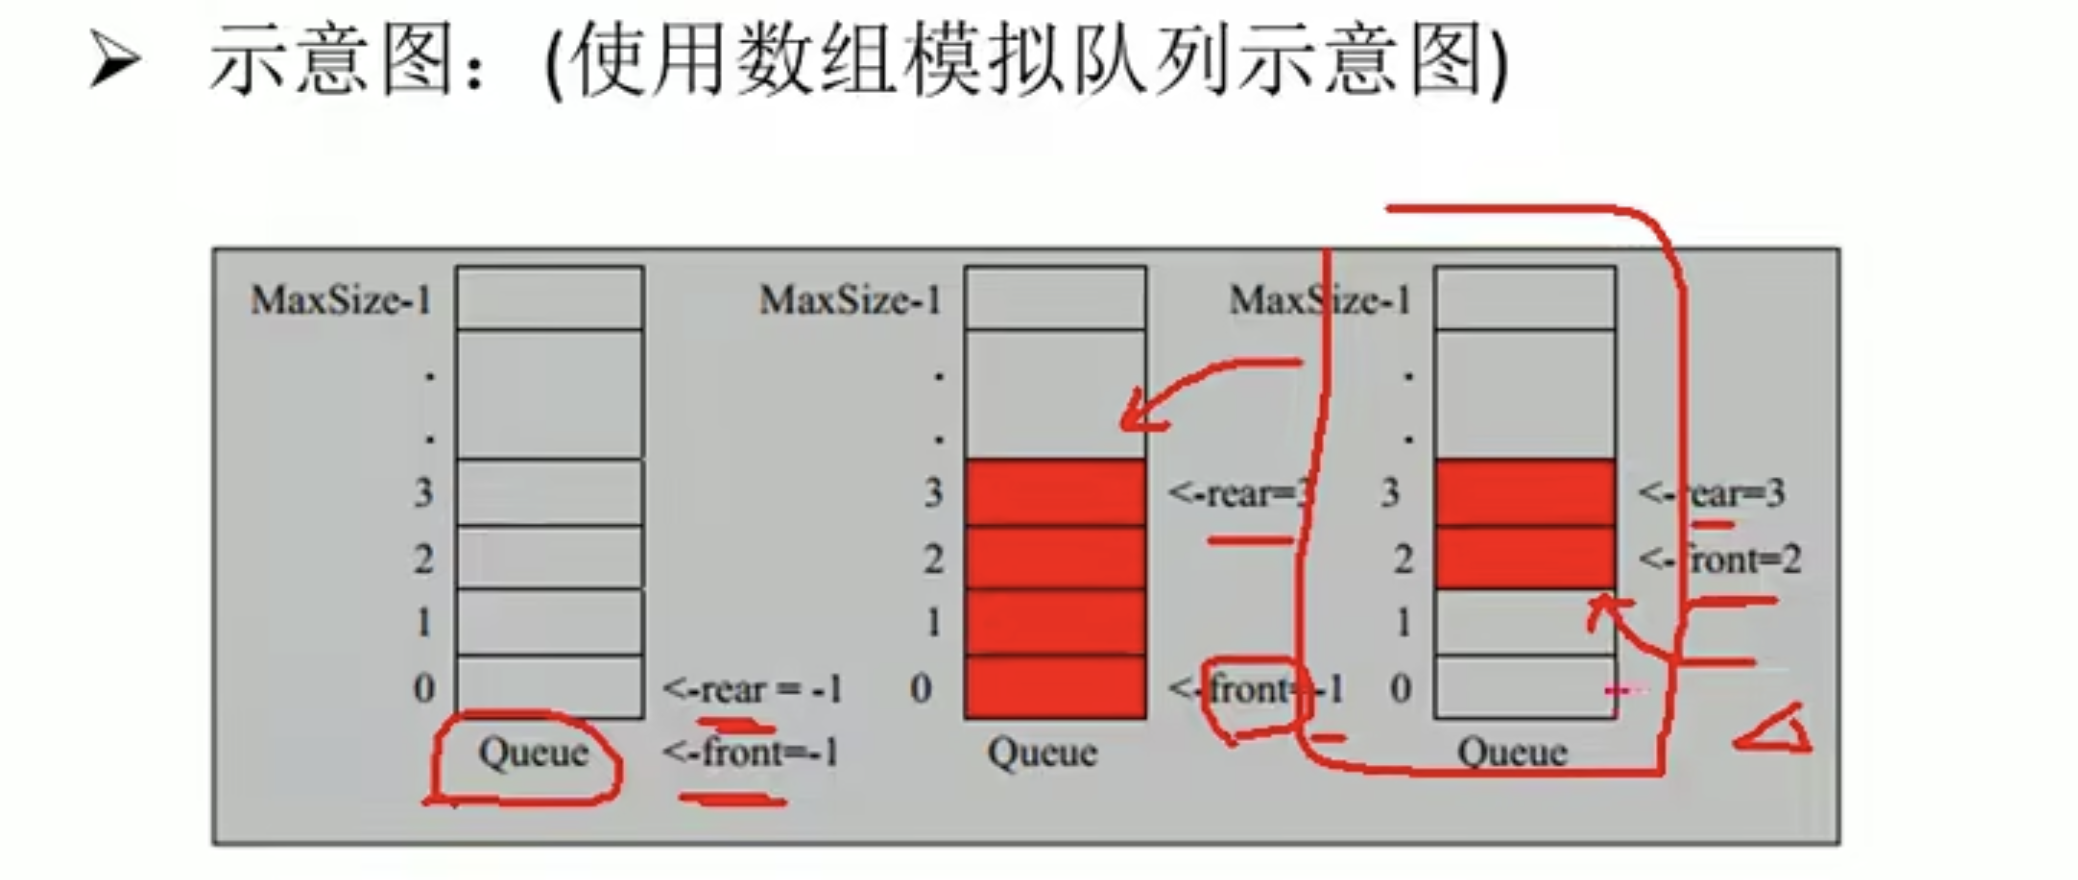 ➢ 示意图：(使用数组模拟队列示意图)
MaxSize-1 MaxSize-1 MaxSize-1
. . .
. . .
3 3 <-rear=3 3 <-rear=3
2 2 2 <-front=2
1 1 1
0 <-rear = -1 0 <-front=-1 0
Queue <-front=-1 Queue Queue